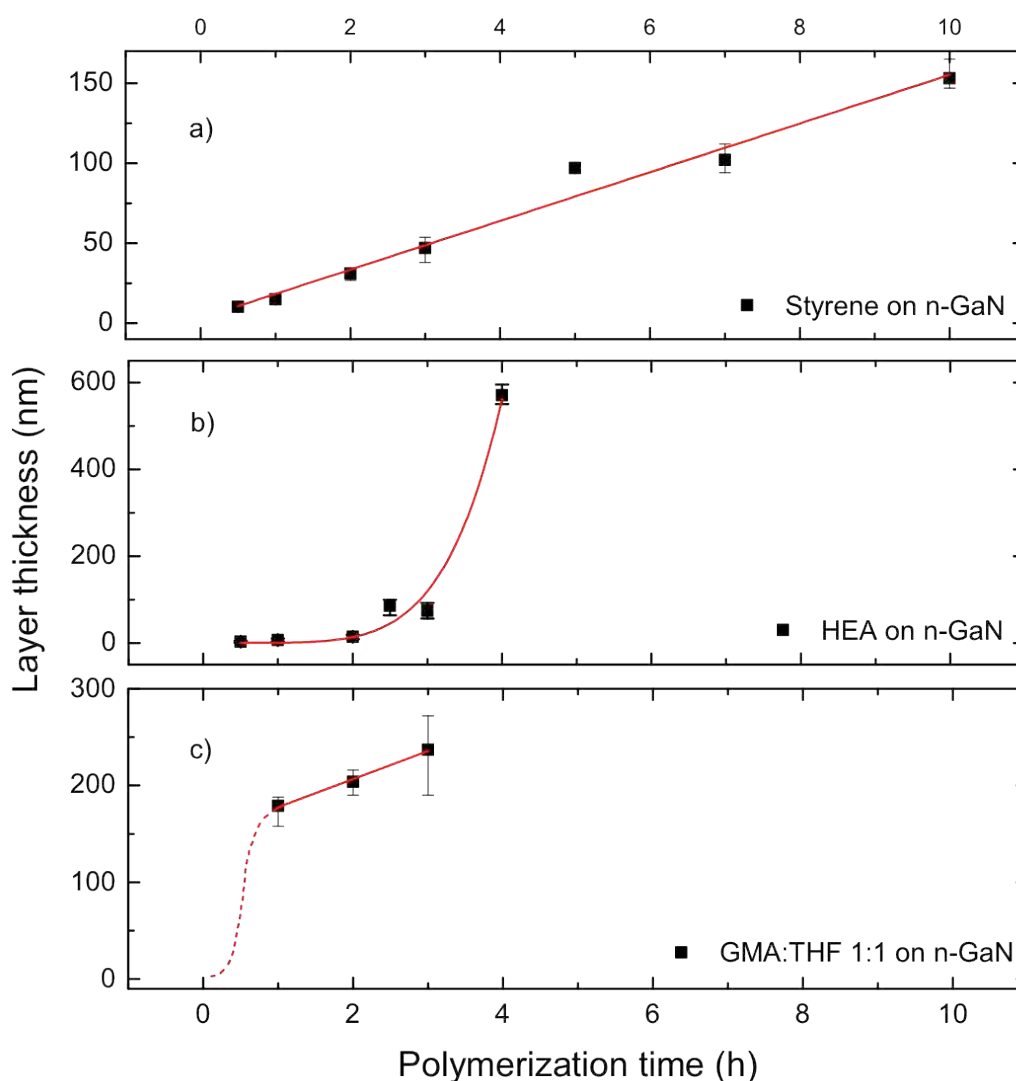 0 2 4 6 8 10
150
a)
100
50
Styrene on n-GaN
0
600
b)
400
200
HEA on n-GaN
0
300
c)
200
100
GMA:THF 1:1 on n-GaN
0
0 2 4 6 8 10
Layer thickness (nm)
Polymerization time (h)